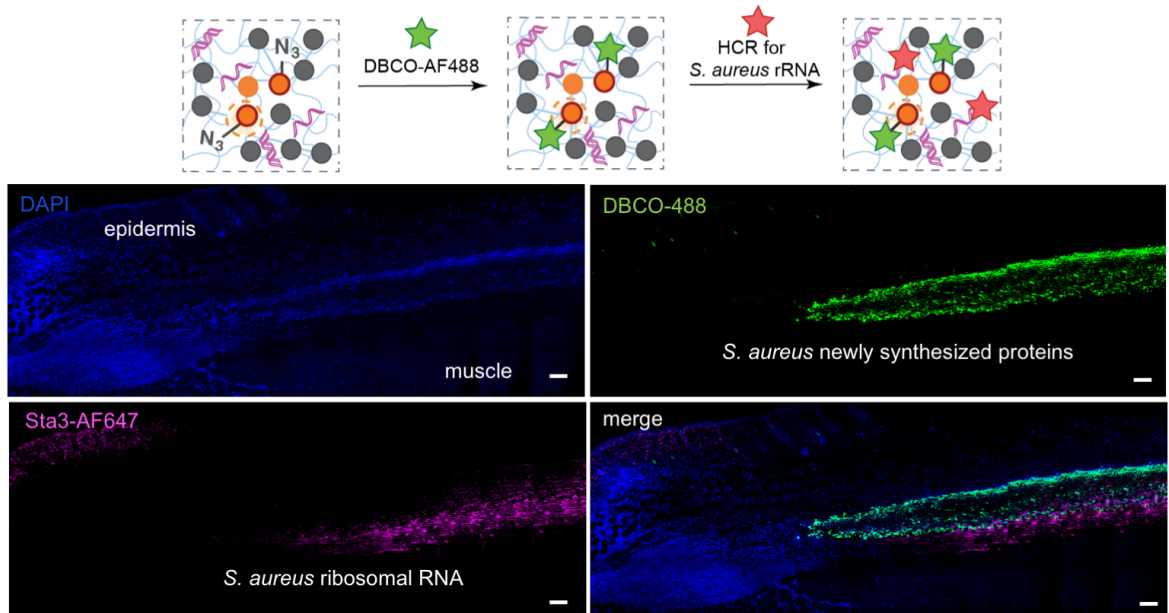 N3
N3
DBCO-AF488
HCR for
S. aureus rRNA
DAPI
epidermis
muscle
DBCO-488
S. aureus newly synthesized proteins
Sta3-AF647
S. aureus ribosomal RNA
merge